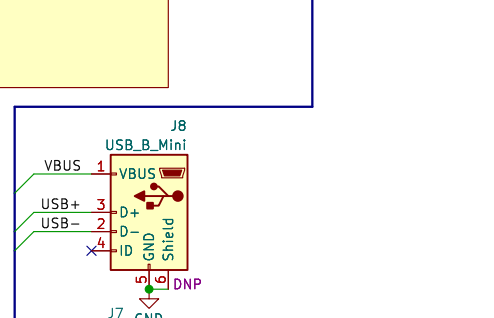 J8
USB_B_Mini
VBUS 1 VBUS
USB+ 3 D+
USB- 2 D-
4 ID
GND Shield
5 6 DNP
J7
GND